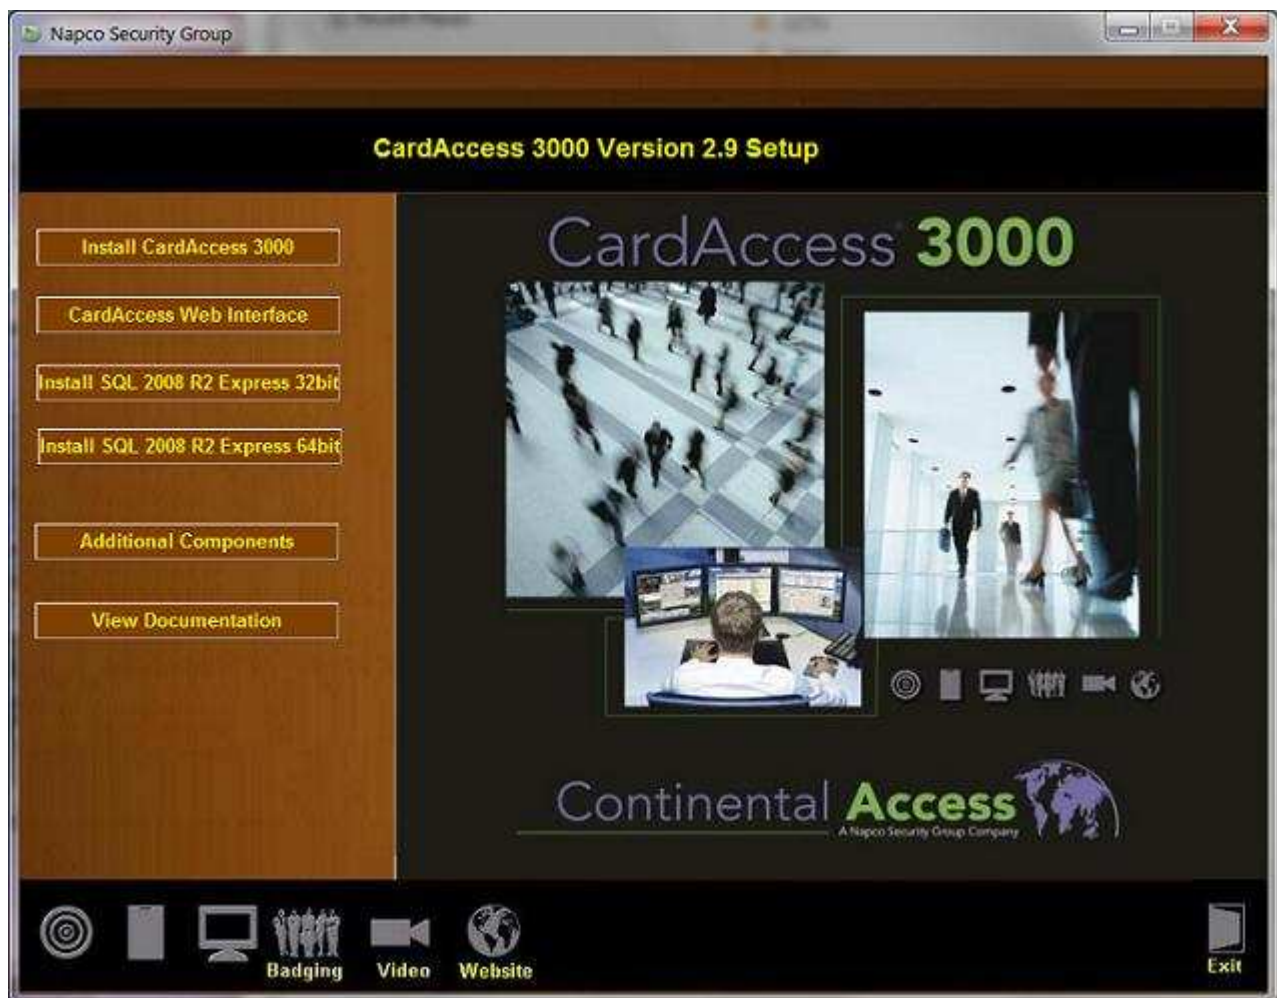 Napco Security Group
CardAccess 3000 Version 2.9 Setup
Install CardAccess 3000
CardAccess Web Interface
Install SQL 2008 R2 Express 32bit
Install SQL 2008 R2 Express 64bit
Additional Components
View Documentation
CardAccess 3000
Continental Access
A Napco Security Group Company
Badging
Video
Website
Exit